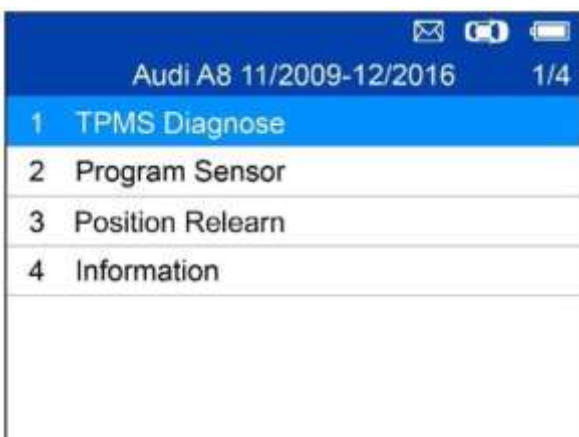 Audi A8 11/2009-12/2016 1/4
1 TPMS Diagnose
2 Program Sensor
3 Position Relearn
4 Information